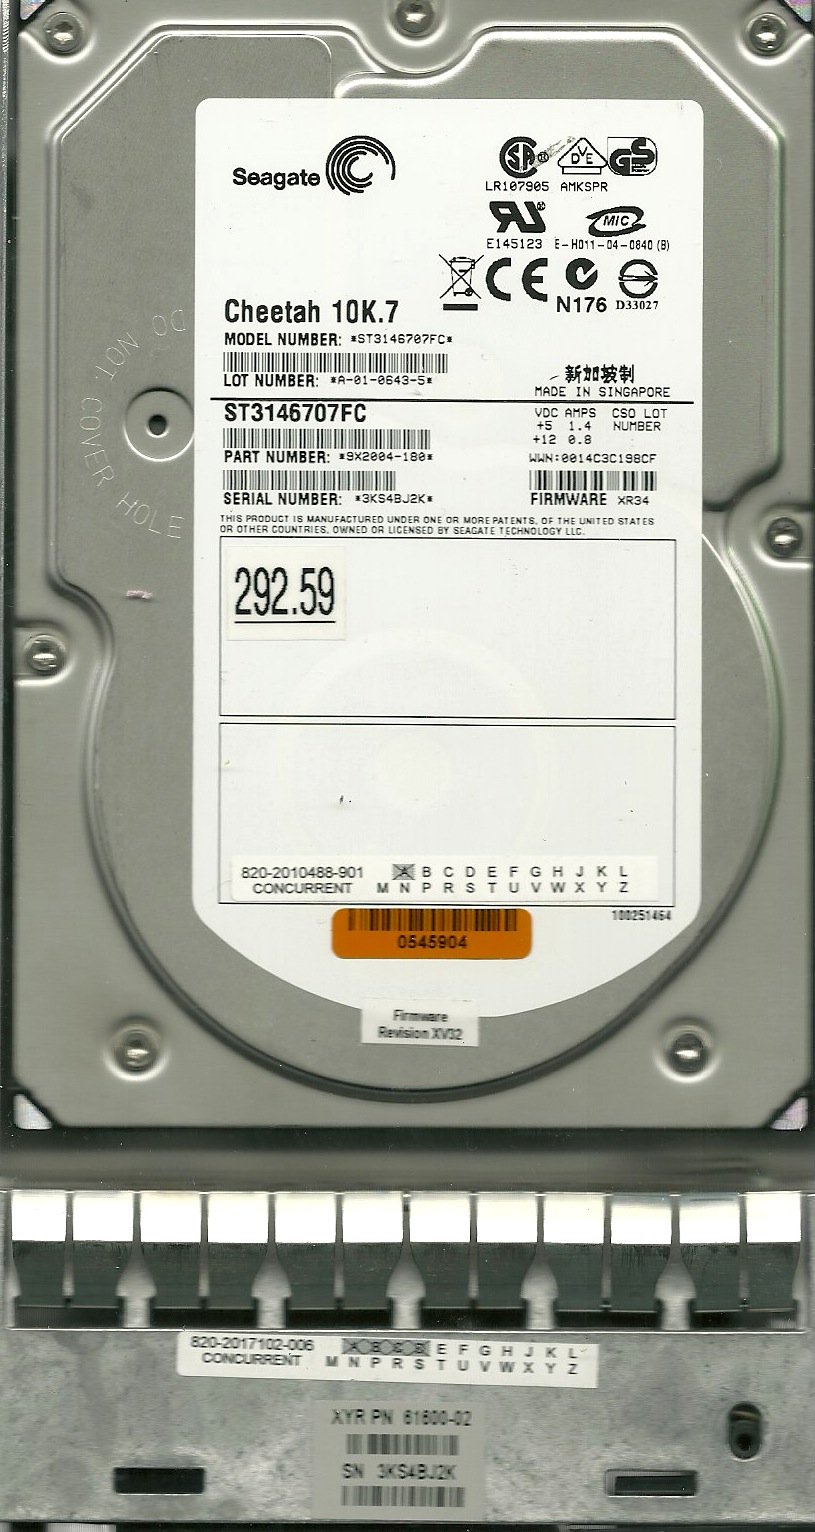 Seagate
LR107905 AMKSPR
E145123 E-H011-04-0840 (B)
MIC
N176 D33027
Cheetah 10K.7
MODEL NUMBER: *ST3146707FC*
新加坡制
LOT NUMBER: *A-01-0643-5*
MADE IN SINGAPORE
ST3146707FC
VDC AMPS CSO LOT
+5 1.4 NUMBER
+12 0.8
PART NUMBER: *9X2004-180*
WWN:0014C3C198CF
SERIAL NUMBER: *3KS4BJ2K*
FIRMWARE XR34
THIS PRODUCT IS MANUFACTURED UNDER ONE OR MORE PATENTS, OF THE UNITED STATES
OR OTHER COUNTRIES, OWNED OR LICENSED BY SEAGATE TECHNOLOGY LLC.
DO NOT COVER HOLE
292.59
820-2010488-901 A B C D E F G H J K L
CONCURRENT M N P R S T U V W X Y Z
100251464
0545904
Firmware
Revision XV32
820-2017102-006 A B C D E F G H J K L
CONCURRENT M N P R S T U V W X Y Z
XYR PN 61600-02
SN 3KS4BJ2K